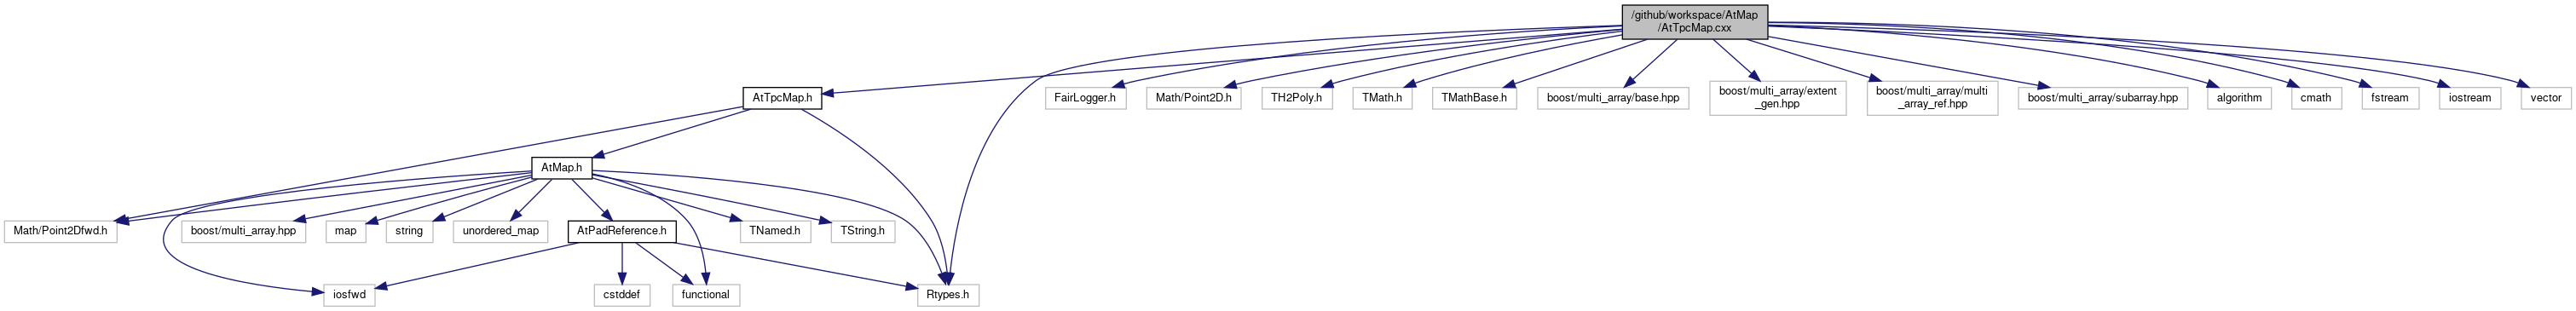 /github/workspace/AtMap
/AtTpcMap.cxx
AtTpcMap.h
FairLogger.h
Math/Point2D.h
TH2Poly.h
TMath.h
TMathBase.h
boost/multi_array/base.hpp
boost/multi_array/extent
_gen.hpp
boost/multi_array/multi
_array_ref.hpp
boost/multi_array/subarray.hpp
algorithm
cmath
fstream
iostream
vector
AtMap.h
Math/Point2Dfwd.h
boost/multi_array.hpp
map
string
unordered_map
AtPadReference.h
TNamed.h
TString.h
iosfwd
cstddef
functional
Rtypes.h